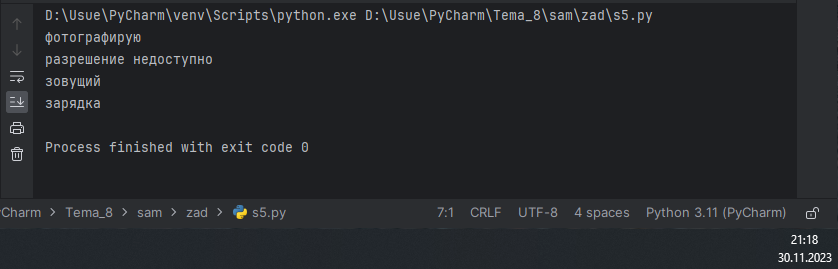 D:\Usue\PyCharm\venv\Scripts\python.exe D:\Usue\PyCharm\Tema_8\sam\zad\s5.py
фотографирую
разрешение недоступно
зовущий
зарядка
Process finished with exit code 0
yCharm > Tema_8 > sam > zad > s5.py 7:1 CRLF UTF-8 4 spaces Python 3.11 (PyCharm)
21:18
30.11.2023